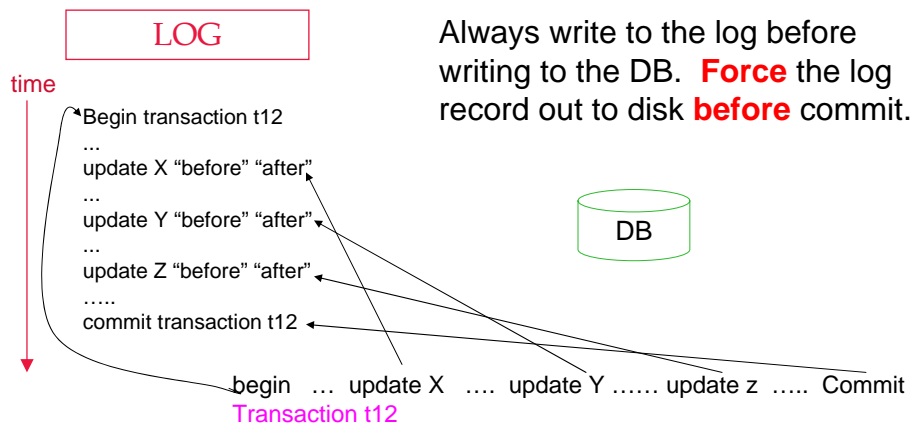 LOG
Always write to the log before
writing to the DB. Force the log
record out to disk before commit.
time
Begin transaction t12
...
update X “before” “after”
...
update Y “before” “after”
...
update Z “before” “after”
…..
commit transaction t12
DB
begin … update X …. update Y …… update z ….. Commit
Transaction t12